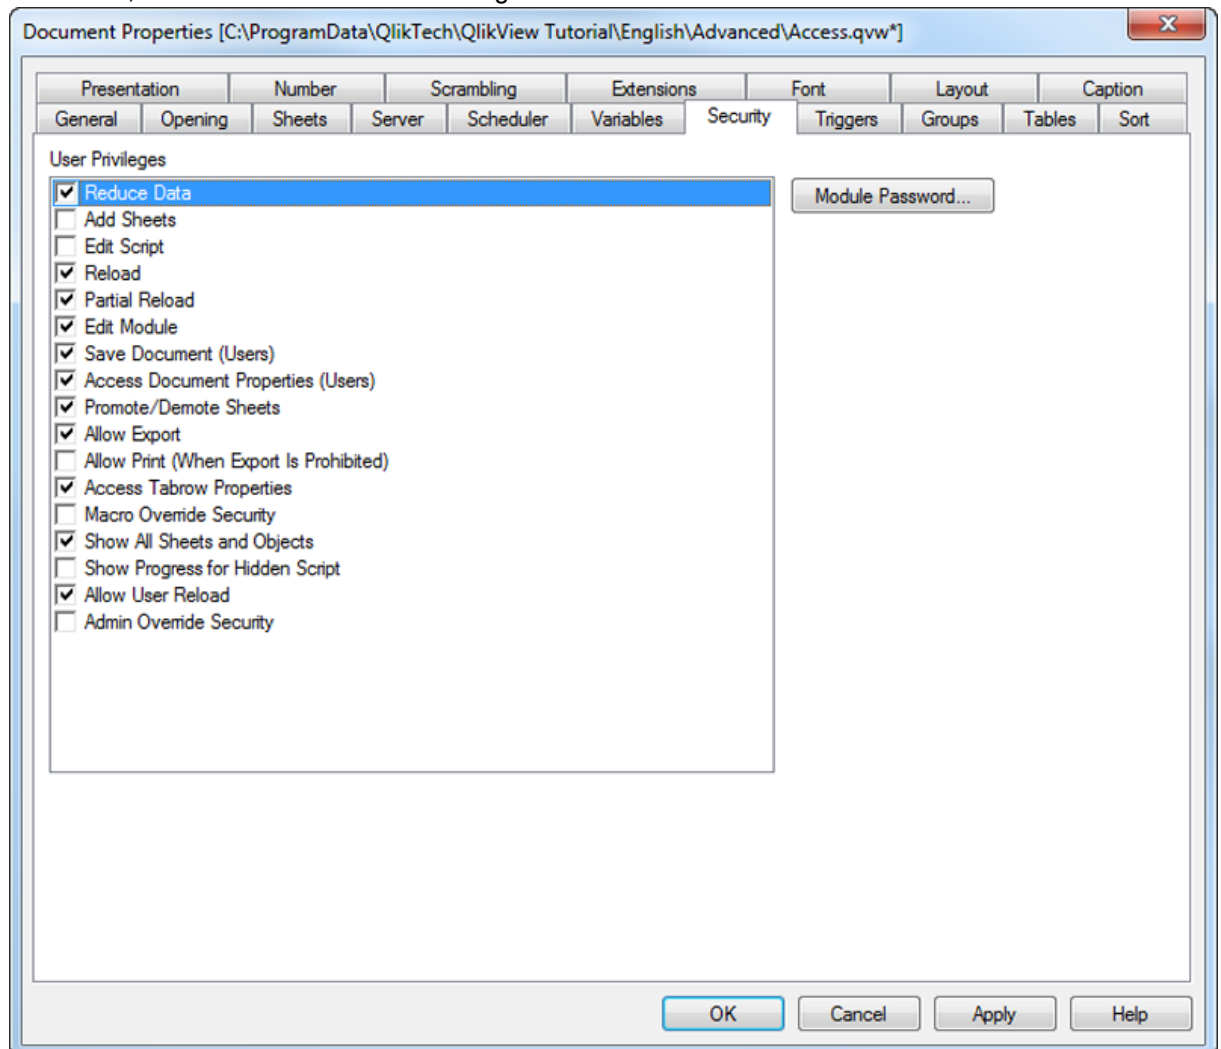 Document Properties [C:\ProgramData\QlikTech\QlikView Tutorial\English\Advanced\Access.qvw*]
Presentation Number Scrambling Extensions Font Layout Caption
General Opening Sheets Server Scheduler Variables Security Triggers Groups Tables Sort
User Privileges
Reduce Data
Module Password...
Add Sheets
Edit Script
Reload
Partial Reload
Edit Module
Save Document (Users)
Access Document Properties (Users)
Promote/Demote Sheets
Allow Export
Allow Print (When Export Is Prohibited)
Access Tabrow Properties
Macro Override Security
Show All Sheets and Objects
Show Progress for Hidden Script
Allow User Reload
Admin Override Security
OK Cancel Apply Help